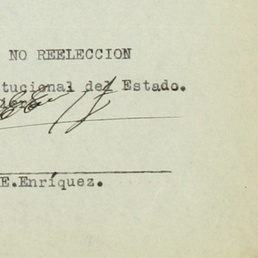 NO REELECCION
tucional del Estado.
E.Enríquez.